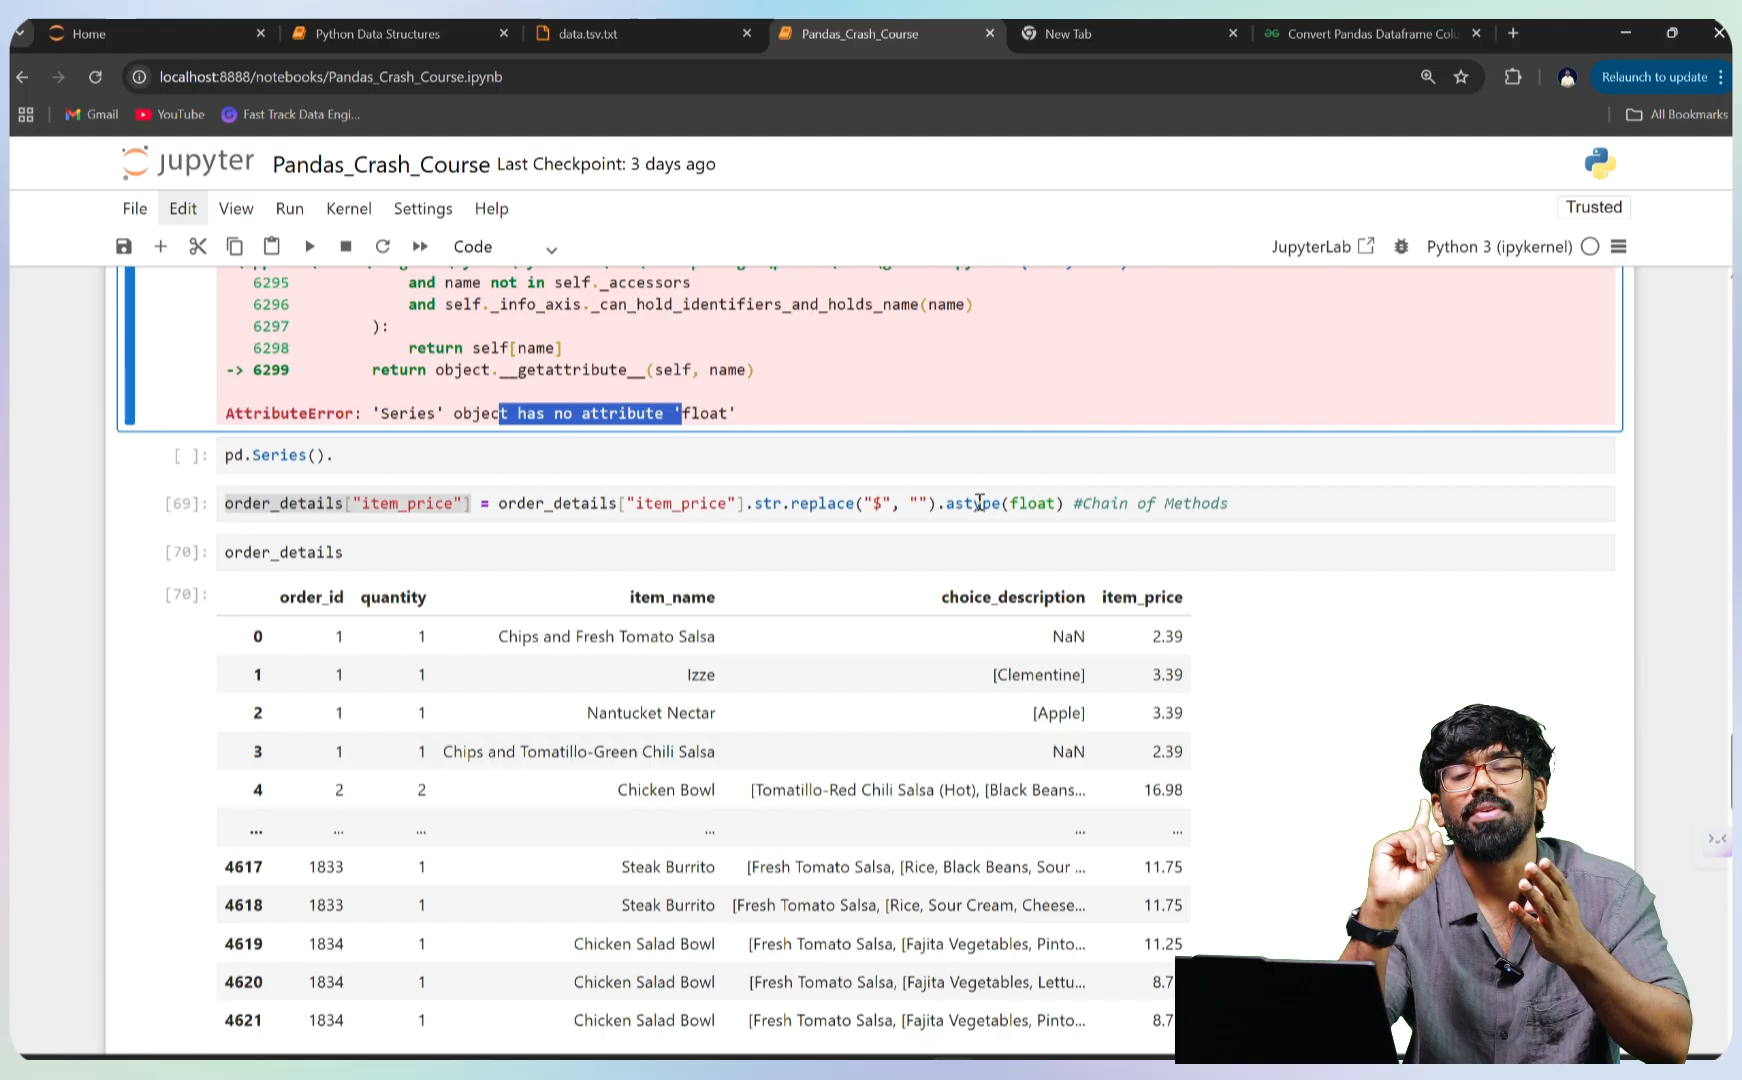 Home
Python Data Structures
data.tsv.txt
Pandas_Crash_Course
New Tab
Convert Pandas Dataframe Colu
localhost:8888/notebooks/Pandas_Crash_Course.ipynb
Relaunch to update
Gmail
YouTube
Fast Track Data Engi...
All Bookmarks
jupyter Pandas_Crash_Course Last Checkpoint: 3 days ago
File Edit View Run Kernel Settings Help
Trusted
Code
JupyterLab
Python 3 (ipykernel)
6295 and name not in self._accessors
6296 and self._info_axis._can_hold_identifiers_and_holds_name(name)
6297 ):
6298 return self[name]
-> 6299 return object.__getattribute__(self, name)
AttributeError: 'Series' object has no attribute 'float'
[ ]: pd.Series().
[69]: order_details["item_price"] = order_details["item_price"].str.replace("$", "").astype(float) #Chain of Methods
[70]: order_details
[70]: order_id quantity item_name choice_description item_price
0 1 1 Chips and Fresh Tomato Salsa NaN 2.39
1 1 1 Izze [Clementine] 3.39
2 1 1 Nantucket Nectar [Apple] 3.39
3 1 1 Chips and Tomatillo-Green Chili Salsa NaN 2.39
4 2 2 Chicken Bowl [Tomatillo-Red Chili Salsa (Hot), [Black Beans... 16.98
... ... ... ... ... ...
4617 1833 1 Steak Burrito [Fresh Tomato Salsa, [Rice, Black Beans, Sour ... 11.75
4618 1833 1 Steak Burrito [Fresh Tomato Salsa, [Rice, Sour Cream, Cheese... 11.75
4619 1834 1 Chicken Salad Bowl [Fresh Tomato Salsa, [Fajita Vegetables, Pinto... 11.25
4620 1834 1 Chicken Salad Bowl [Fresh Tomato Salsa, [Fajita Vegetables, Lettu... 8.7
4621 1834 1 Chicken Salad Bowl [Fresh Tomato Salsa, [Fajita Vegetables, Pinto... 8.7